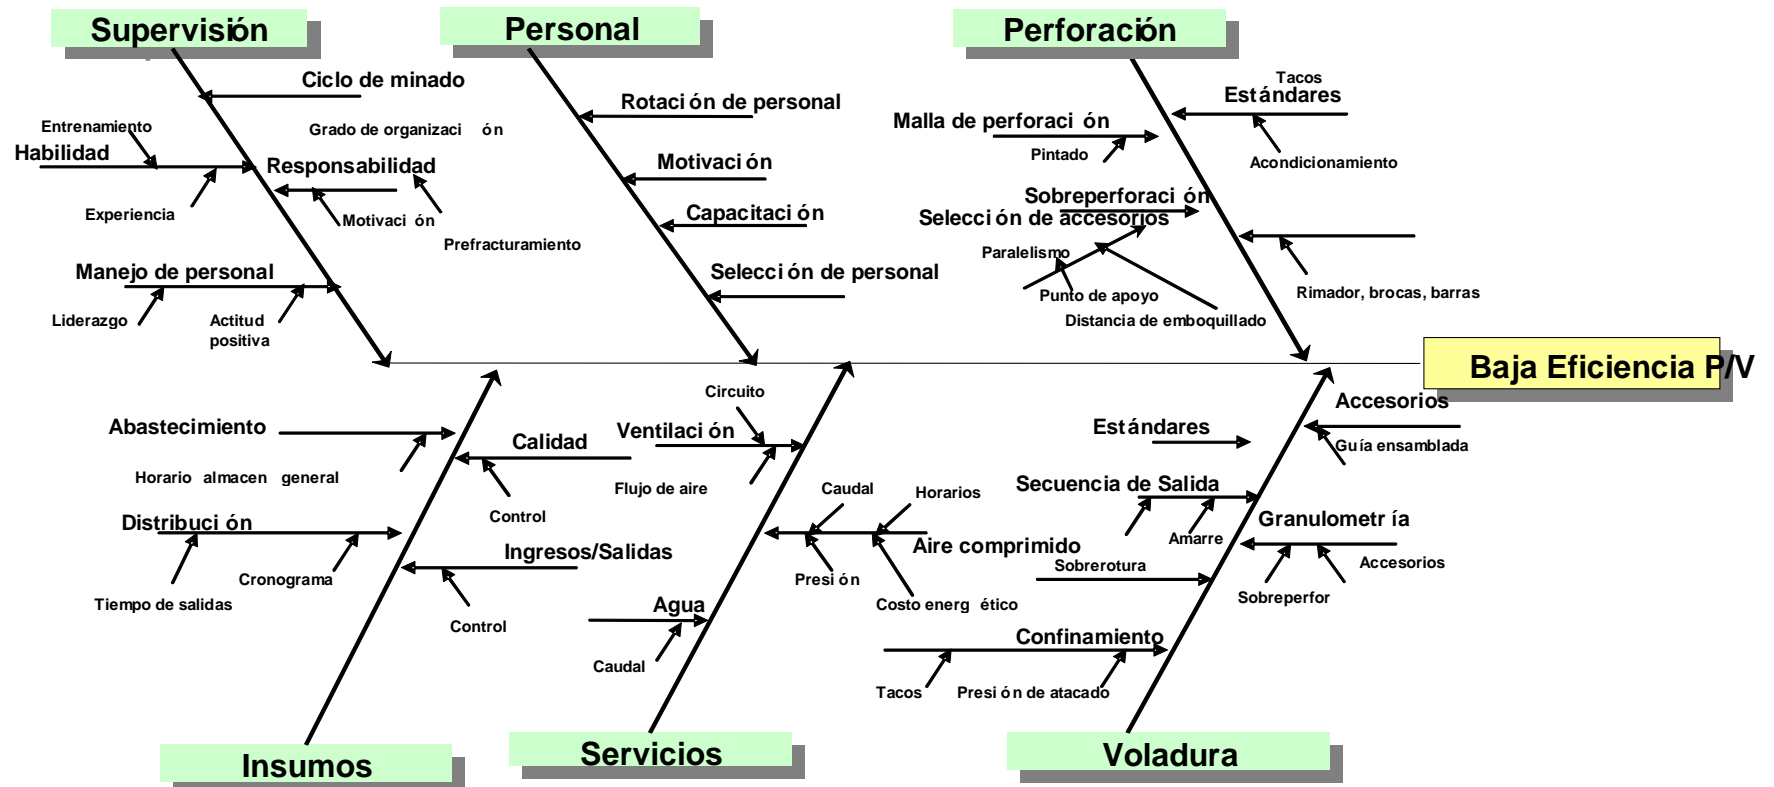 Supervisión
Personal
Perforación
Ciclo de minado
Entrenamiento
Grado de organización
Habilidad
Responsabilidad
Experiencia
Motivación
Prefracturamiento
Manejo de personal
Liderazgo
Actitud
positiva
Rotación de personal
Motivación
Capacitación
Selección de personal
Tacos
Estándares
Malla de perforación
Pintado
Acondicionamiento
Sobreperforación
Selección de accesorios
Paralelismo
Punto de apoyo
Distancia de emboquillado
Rimador, brocas, barras
Baja Eficiencia P/V
Abastecimiento
Calidad
Horario almacen general
Control
Distribución
Ingresos/Salidas
Cronograma
Tiempo de salidas
Control
Circuito
Ventilación
Flujo de aire
Caudal
Horarios
Aire comprimido
Presión
Costo energético
Agua
Caudal
Accesorios
Estándares
Guía ensamblada
Secuencia de Salida
Granulometría
Amarre
Accesorios
Sobrerotura
Sobreperfor
Confinamiento
Tacos
Presión de atacado
Insumos
Servicios
Voladura